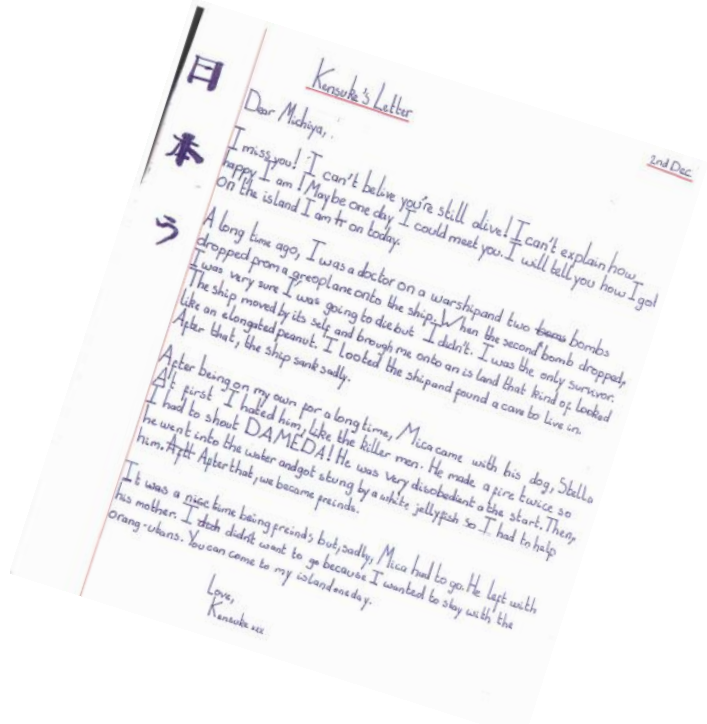 日
本
う
Kensuke's Letter
2nd Dec
Dear Michiya,
I miss you! I can't belive you're still alive! I can't explain how
happy I am! Maybe one day I could meet you. I will tell you how I got
on the island I am tr on today.
A long time ago, I was a doctor on a warship and two bombs
dropped from a areoplane onto the ship. When the second bomb dropped,
I was very sure I was going to die but I didn't. I was the only survivor.
The ship moved by its self and brough me onto an is land that kind of looked
like an elongated peanut. I looted the ship and found a cave to live in.
After that, the ship sank sadly.
After being on my own for a long time, Mica came with his dog, Stella
At first I hated him, like the killer men. He made a fire twice so
I had to shout DAMEDA! He was very disobedient a the start. Then,
he went into the water and got stung by a white jellyfish so I had to help
him. Aftt After that, we became freinds.
It was a nice time being freinds but, sadly, Mica had to go. He left with
his mother. I didn't want to go because I wanted to stay with the
orang-utans. You can come to my island one day.
Love,
Kensuke xxx